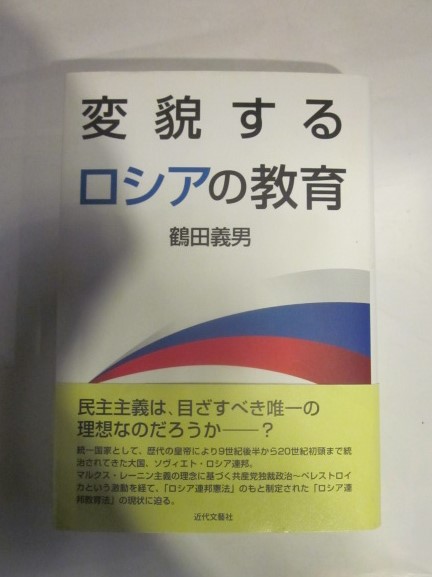 変貌する
ロシアの教育
鶴田義男
民主主義は、目ざすべき唯一の
理想なのだろうか――？
統一国家として、歴代の皇帝により9世紀後半から20世紀初頭まで統
治されてきた大国、ソヴィエト・ロシア連邦。
マルクス・レーニン主義の理念に基づく共産党独裁政治〜ペレストロイ
カという激動を経て、「ロシア連邦憲法」のもと制定された「ロシア連
邦教育法」の現状に迫る。
近代文藝社